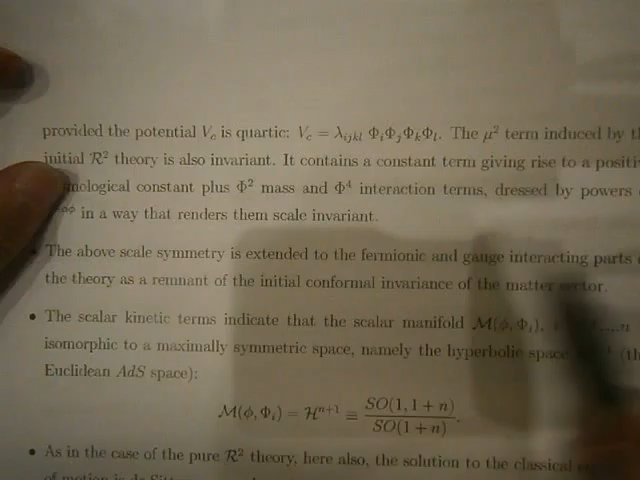 provided the potential V_c is quartic: V_c = λ_{ijkl} Φ_iΦ_jΦ_kΦ_l. The μ² term induced by
initial R² theory is also invariant. It contains a constant term giving rise to a
constant plus Φ² mass and Φ⁴ interaction terms, dressed by powers
in a way that renders them scale invariant.
The above scale symmetry is extended to the fermionic and gauge interacting parts
the theory as a remnant of the initial conformal invariance of the matter sector.
• The scalar kinetic terms indicate that the scalar manifold M(ϕ, Φ_i),
isomorphic to a maximally symmetric space, namely the hyperbolic space
Euclidean AdS space):
M(ϕ, Φ_i) = H^{n+1} ≡ SO(1, 1 + n) / SO(1 + n) .
• As in the case of the pure R² theory, here also, the solution to the classical
of motion is